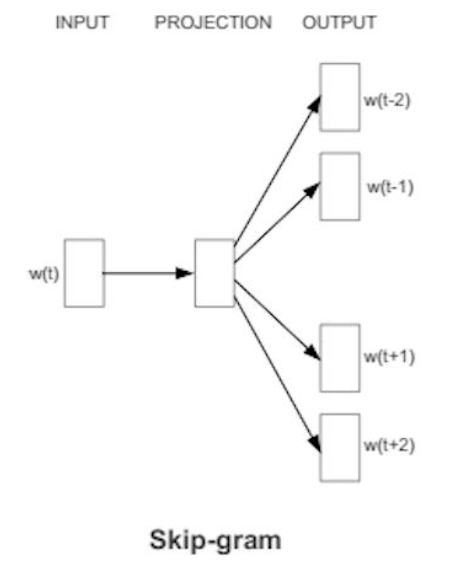 INPUT PROJECTION OUTPUT
w(t-2)
w(t-1)
w(t)
w(t+1)
w(t+2)
Skip-gram